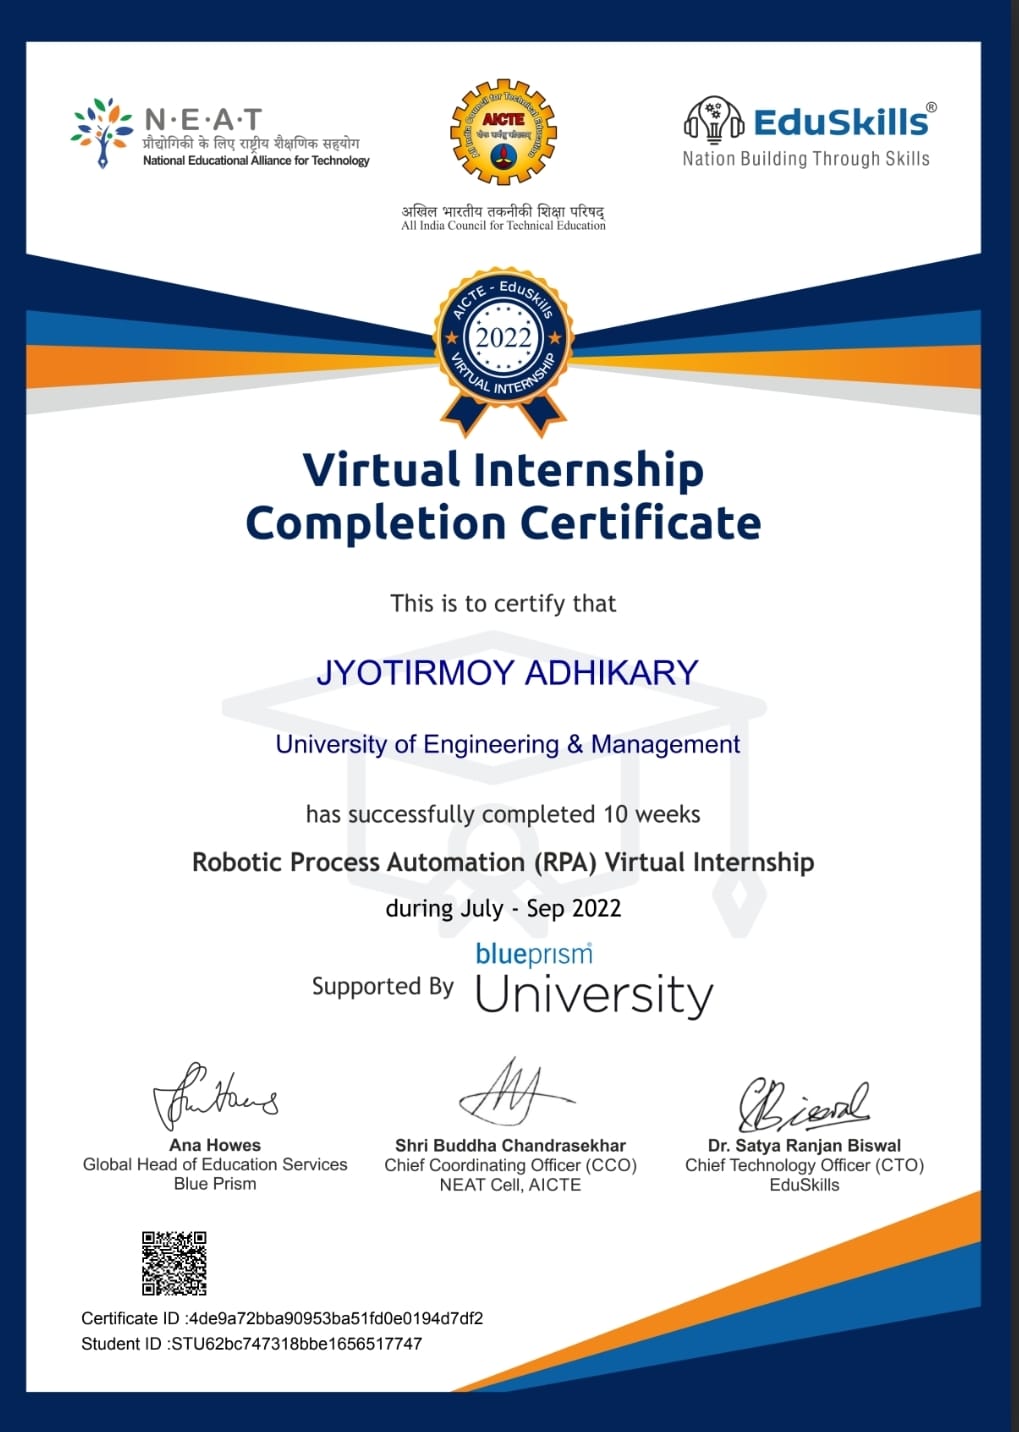 N·E·A·T
प्रौद्योगिकी के लिए राष्ट्रीय शैक्षणिक सहयोग
National Educational Alliance for Technology
All India Council for Technical Education
AICTE
EduSkills®
Nation Building Through Skills
अखिल भारतीय तकनीकी शिक्षा परिषद्
All India Council for Technical Education
AICTE - EduSkills
2022
VIRTUAL INTERNSHIP
Virtual Internship
Completion Certificate
This is to certify that
JYOTIRMOY ADHIKARY
University of Engineering & Management
has successfully completed 10 weeks
Robotic Process Automation (RPA) Virtual Internship
during July - Sep 2022
Supported By
blueprism®
University
Ana Howes
Global Head of Education Services
Blue Prism
Shri Buddha Chandrasekhar
Chief Coordinating Officer (CCO)
NEAT Cell, AICTE
Dr. Satya Ranjan Biswal
Chief Technology Officer (CTO)
EduSkills
Certificate ID :4de9a72bba90953ba51fd0e0194d7df2
Student ID :STU62bc747318bbe1656517747